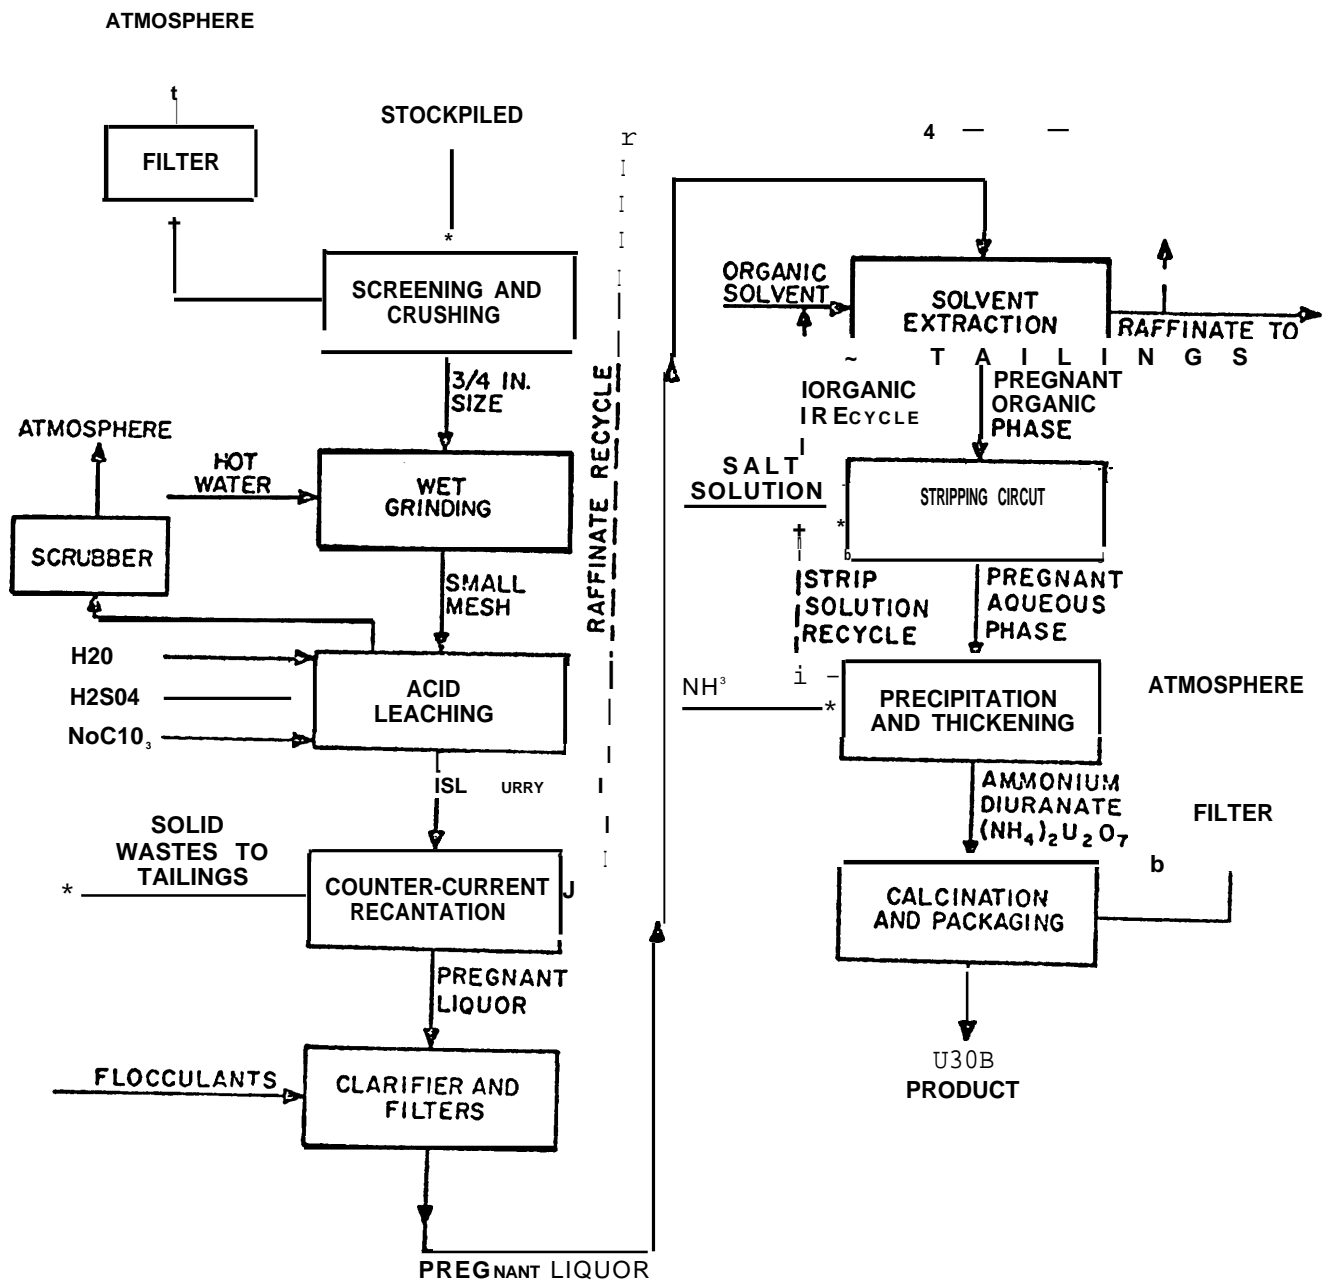 ATMOSPHERE
t
FILTER
STOCKPILED
SCREENING AND
CRUSHING
3/4 IN.
SIZE
ATMOSPHERE
HOT
WATER
WET
GRINDING
SCRUBBER
SMALL
MESH
H20
H2S04
NoC10₃
ACID
LEACHING
ISL URRY
SOLID
WASTES TO
TAILINGS
COUNTER-CURRENT J
RECANTATION
PREGNANT
LIQUOR
FLOCCULANTS
CLARIFIER AND
FILTERS
PREGNANT LIQUOR
RAFFINATE RECYCLE
r
4 — —
ORGANIC
SOLVENT
SOLVENT
EXTRACTION
RAFFINATE TO
~ TAILINGS
IORGANIC
IRECYCLE
I
PREGNANT
ORGANIC
PHASE
SALT
SOLUTION
STRIPPING CIRCUT
STRIP
SOLUTION
RECYCLE
i –
PREGNANT
AQUEOUS
PHASE
NH³
PRECIPITATION
AND THICKENING
ATMOSPHERE
AMMONIUM
DIURANATE
(NH₄)₂U₂O₇
FILTER
b
CALCINATION
AND PACKAGING
U30B
PRODUCT